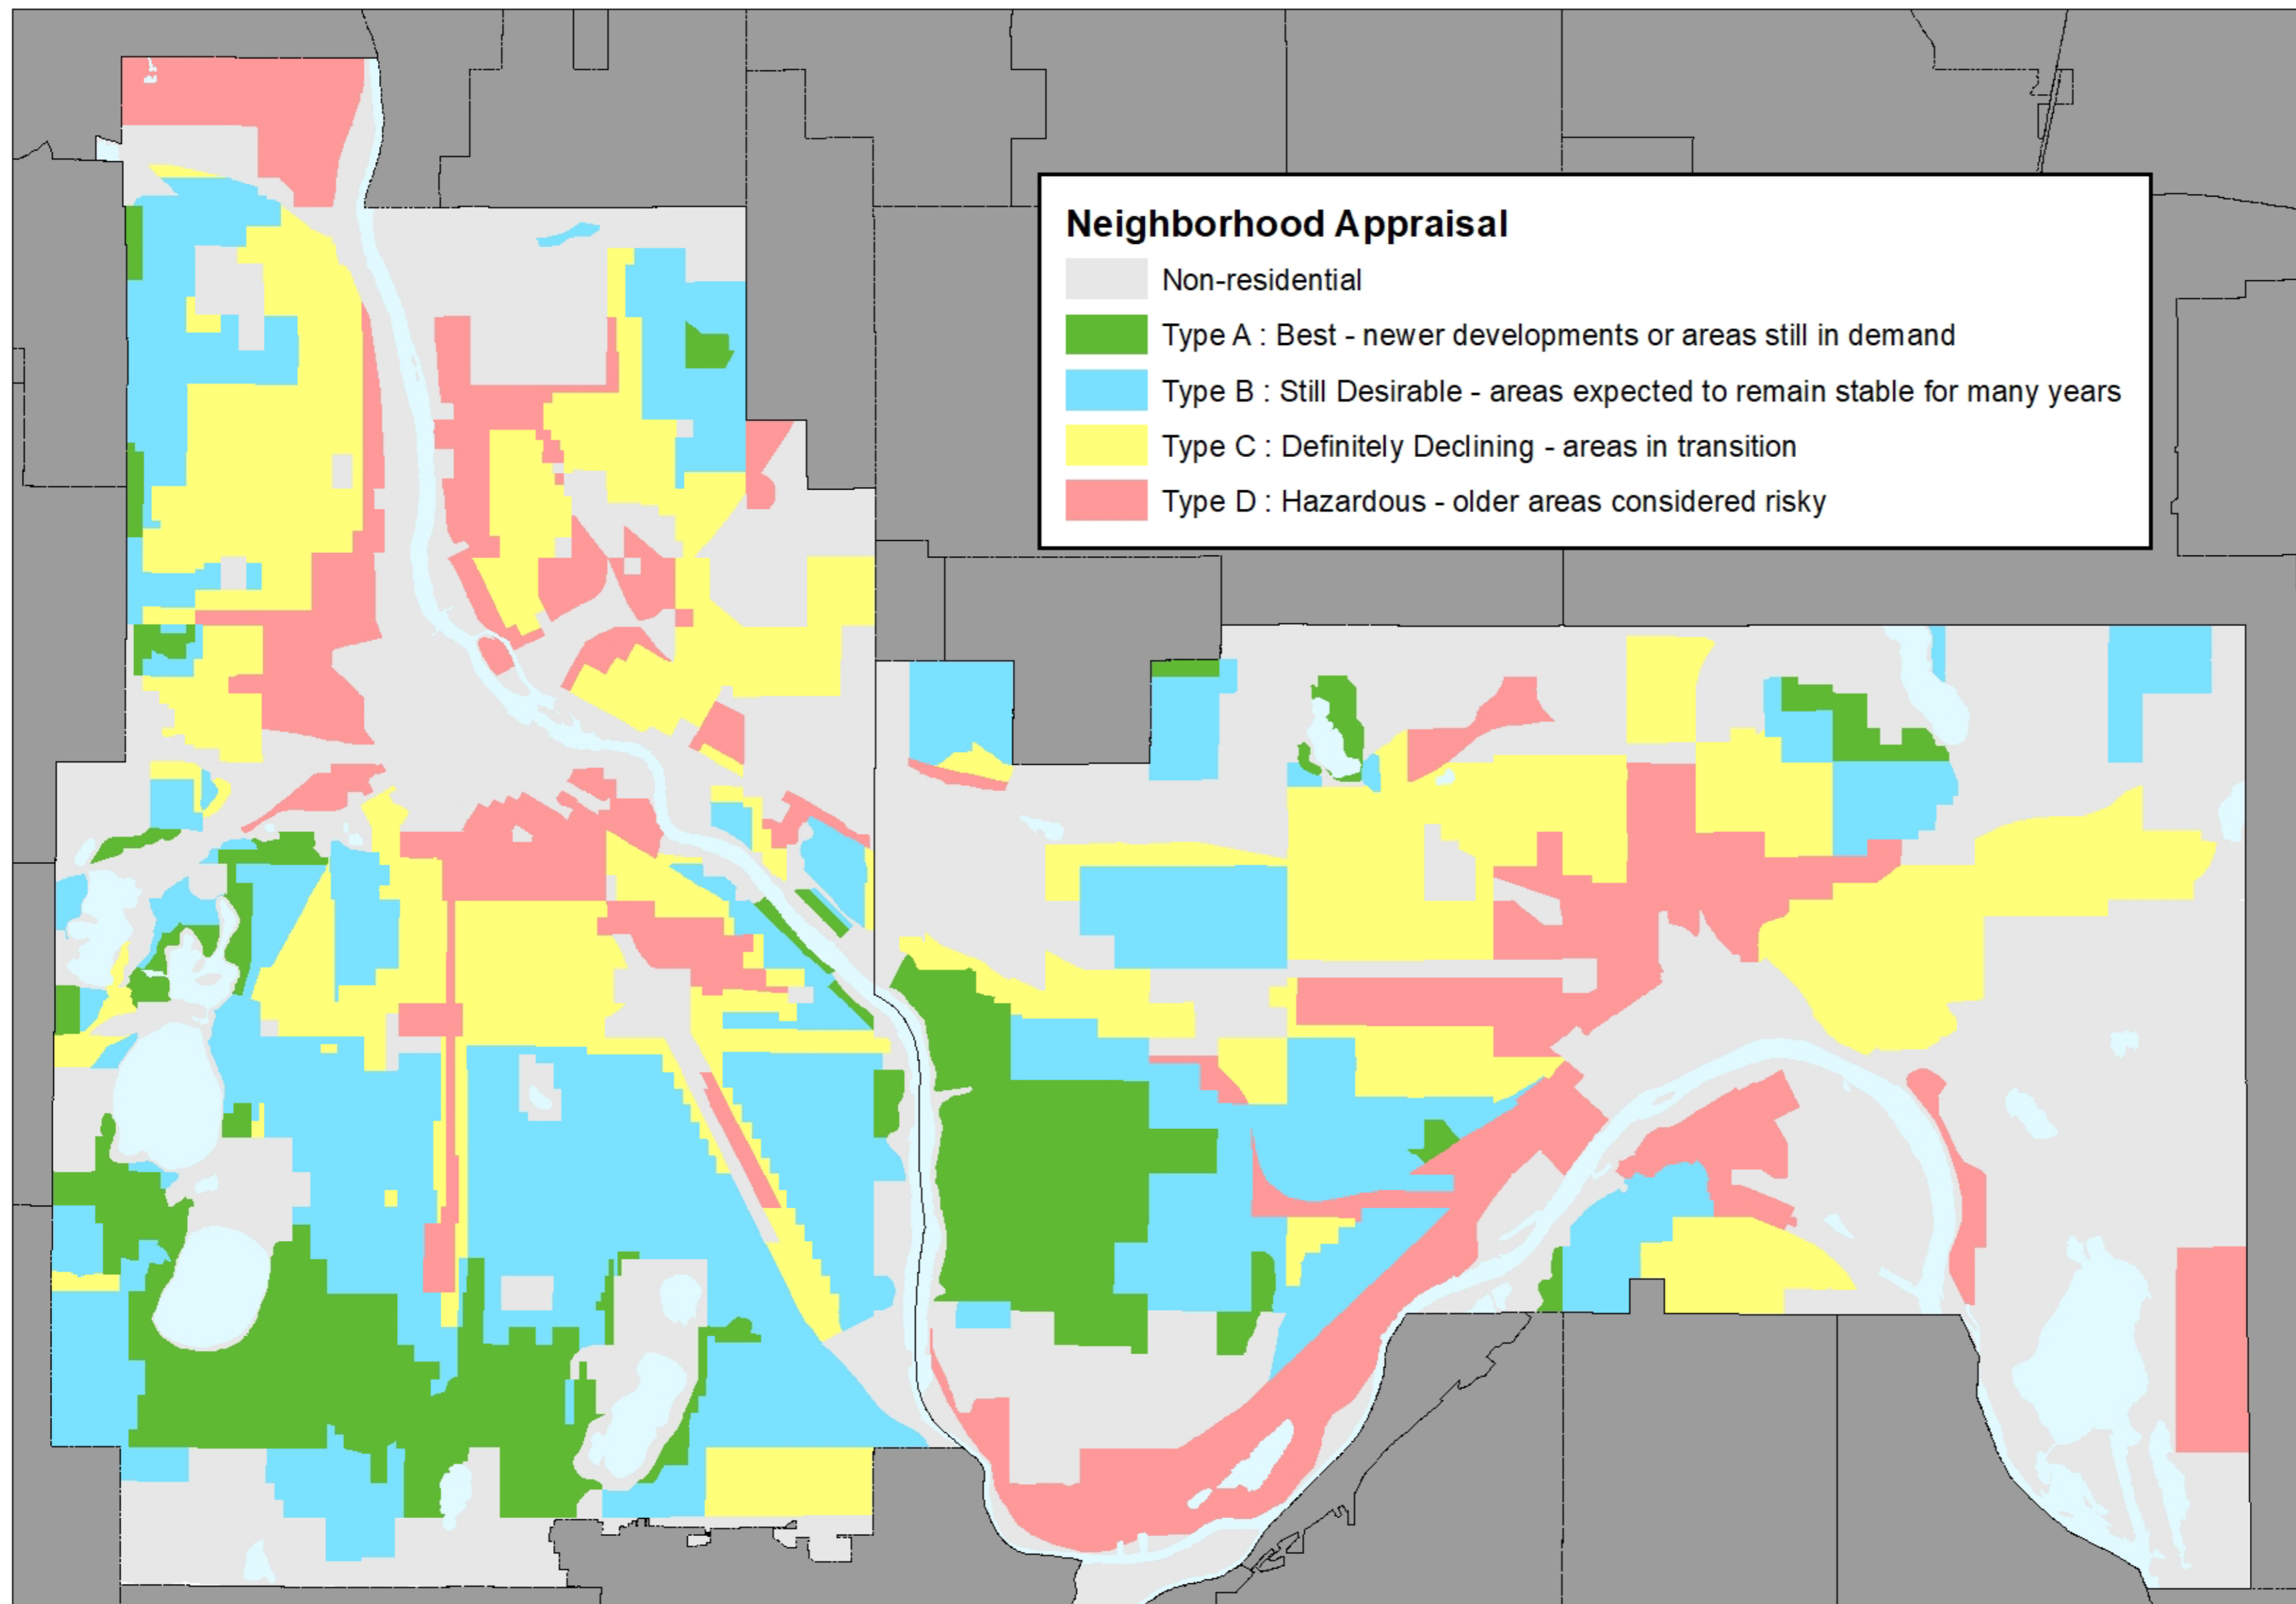 Neighborhood Appraisal
Non-residential
Type A : Best - newer developments or areas still in demand
Type B : Still Desirable - areas expected to remain stable for many years
Type C : Definitely Declining - areas in transition
Type D : Hazardous - older areas considered risky